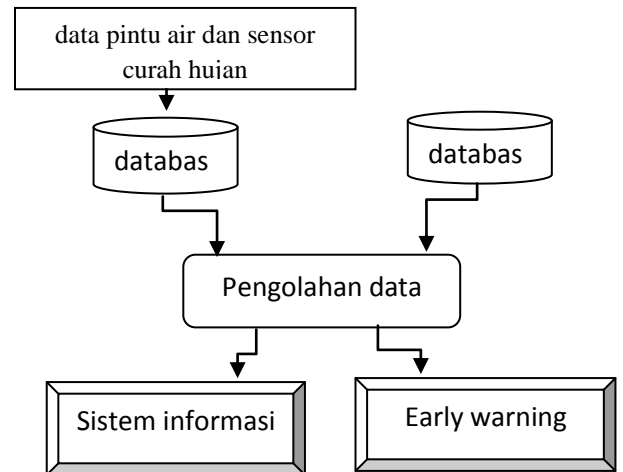 data pintu air dan sensor
curah hujan
databas
databas
Pengolahan data
Sistem informasi
Early warning